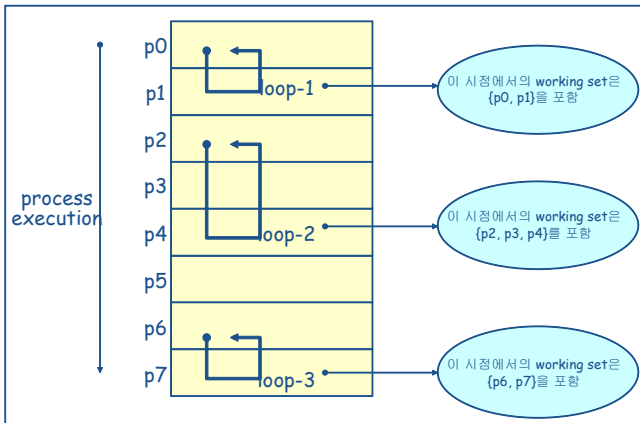 p0
p1
p2
p3
p4
p5
p6
p7
process
execution
loop-1
loop-2
loop-3
이 시점에서의 working set은
{p0, p1}을 포함
이 시점에서의 working set은
{p2, p3, p4}를 포함
이 시점에서의 working set은
{p6, p7}을 포함